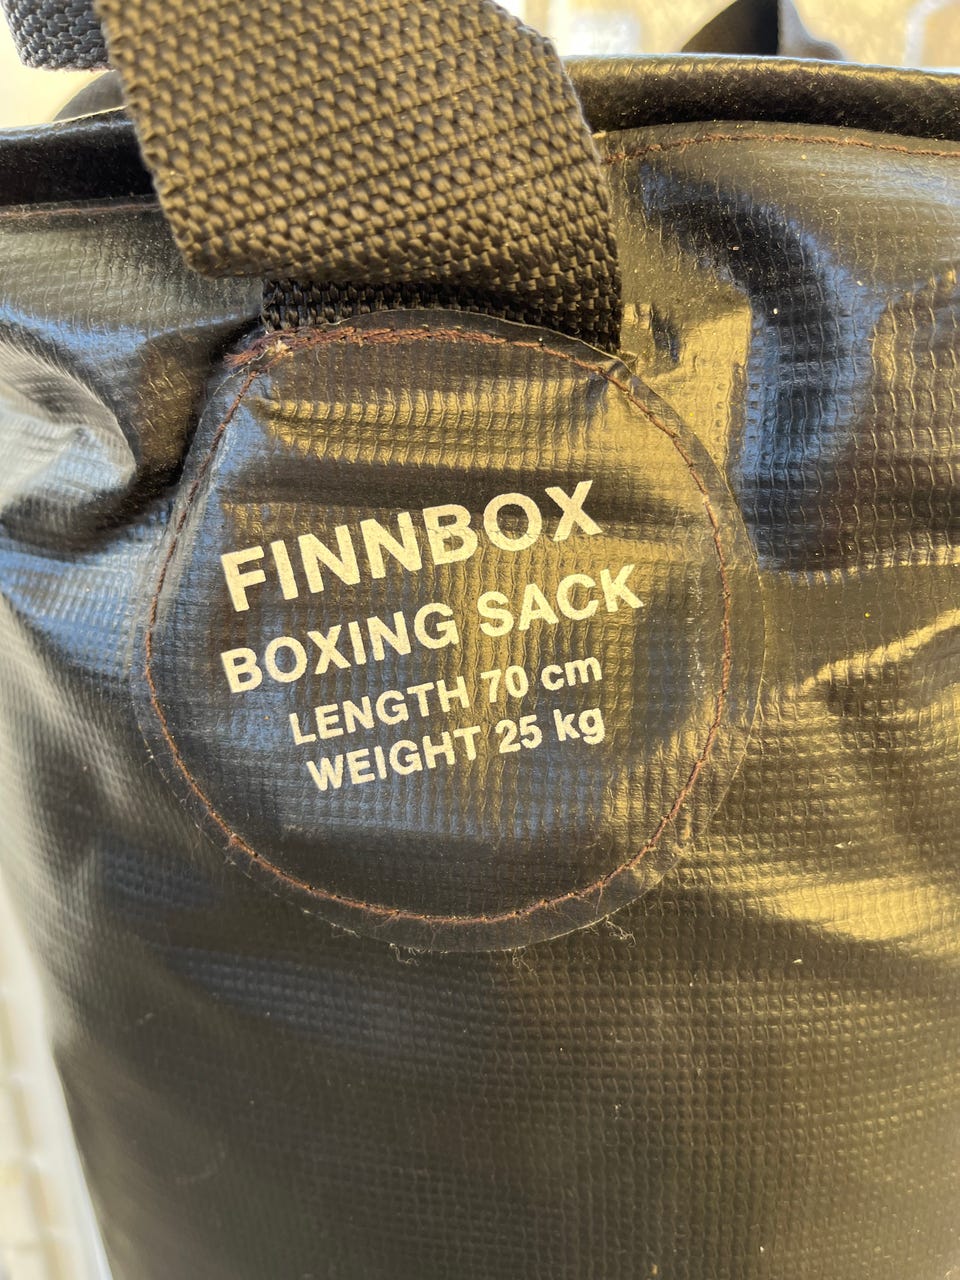 FINNBOX
BOXING SACK
LENGTH 70 cm
WEIGHT 25 kg